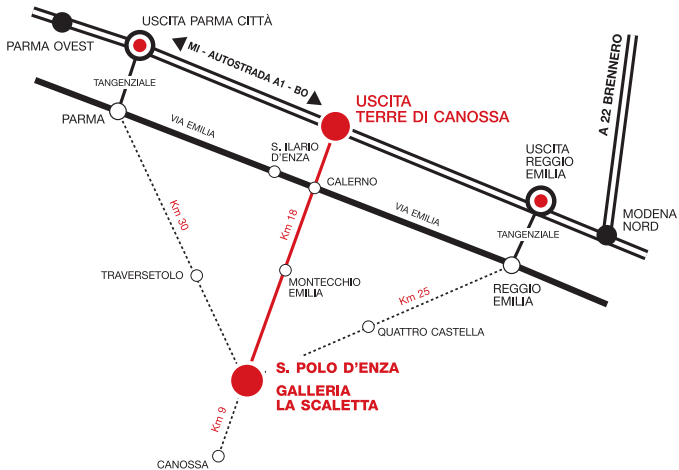 USCITA PARMA CITTÀ
PARMA OVEST
MI - AUTOSTRADA A1 - BO
A 22 BRENNERO
TANGENZIALE
USCITA
TERRE DI CANOSSA
PARMA
VIA EMILIA
S. ILARIO
D'ENZA
USCITA
REGGIO
EMILIA
CALERNO
MODENA
NORD
VIA EMILIA
TANGENZIALE
Km 30
Km 18
TRAVERSETOLO
MONTECCHIO
EMILIA
Km 25
REGGIO
EMILIA
QUATTRO CASTELLA
S. POLO D'ENZA
GALLERIA
LA SCALETTA
Km 9
CANOSSA